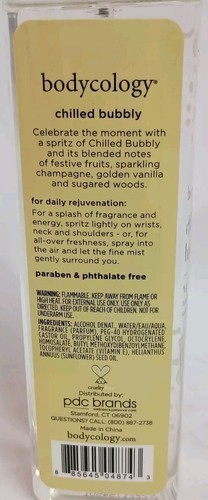 bodycology®
chilled bubbly
Celebrate the moment with
a spritz of Chilled Bubbly
and its blended notes
of festive fruits, sparkling
champagne, golden vanilla
and sugared woods.
for daily rejuvenation:
For a splash of fragrance and
energy, spritz lightly on wrists,
neck and shoulders - or, for
all-over freshness, spray into
the air and let the fine mist
gently surround you.
paraben & phthalate free
WARNING: FLAMMABLE. KEEP AWAY FROM FLAME OR
HIGH HEAT. FOR EXTERNAL USE ONLY. USE ONLY AS
DIRECTED. KEEP OUT OF REACH OF CHILDREN. NOT
FOR UNDERARM USE.
INGREDIENTS: ALCOHOL DENAT., WATER/EAU/AQUA,
FRAGRANCE (PARFUM), PEG-40 HYDROGENATED
CASTOR OIL, PROPYLENE GLYCOL, OCTOCRYLENE,
HOMOSALATE, BUTYL METHOXYDIBENZOYLMETHANE,
TOCOPHERYL ACETATE (VITAMIN E), HELIANTHUS
ANNUUS (SUNFLOWER) SEED OIL.
cruelty
Distributed by:
pdc brands
Stamford, CT 06902
QUESTIONS? CALL: (800) 887-2738
Made in China
bodycology.com
8 85645 04874 3